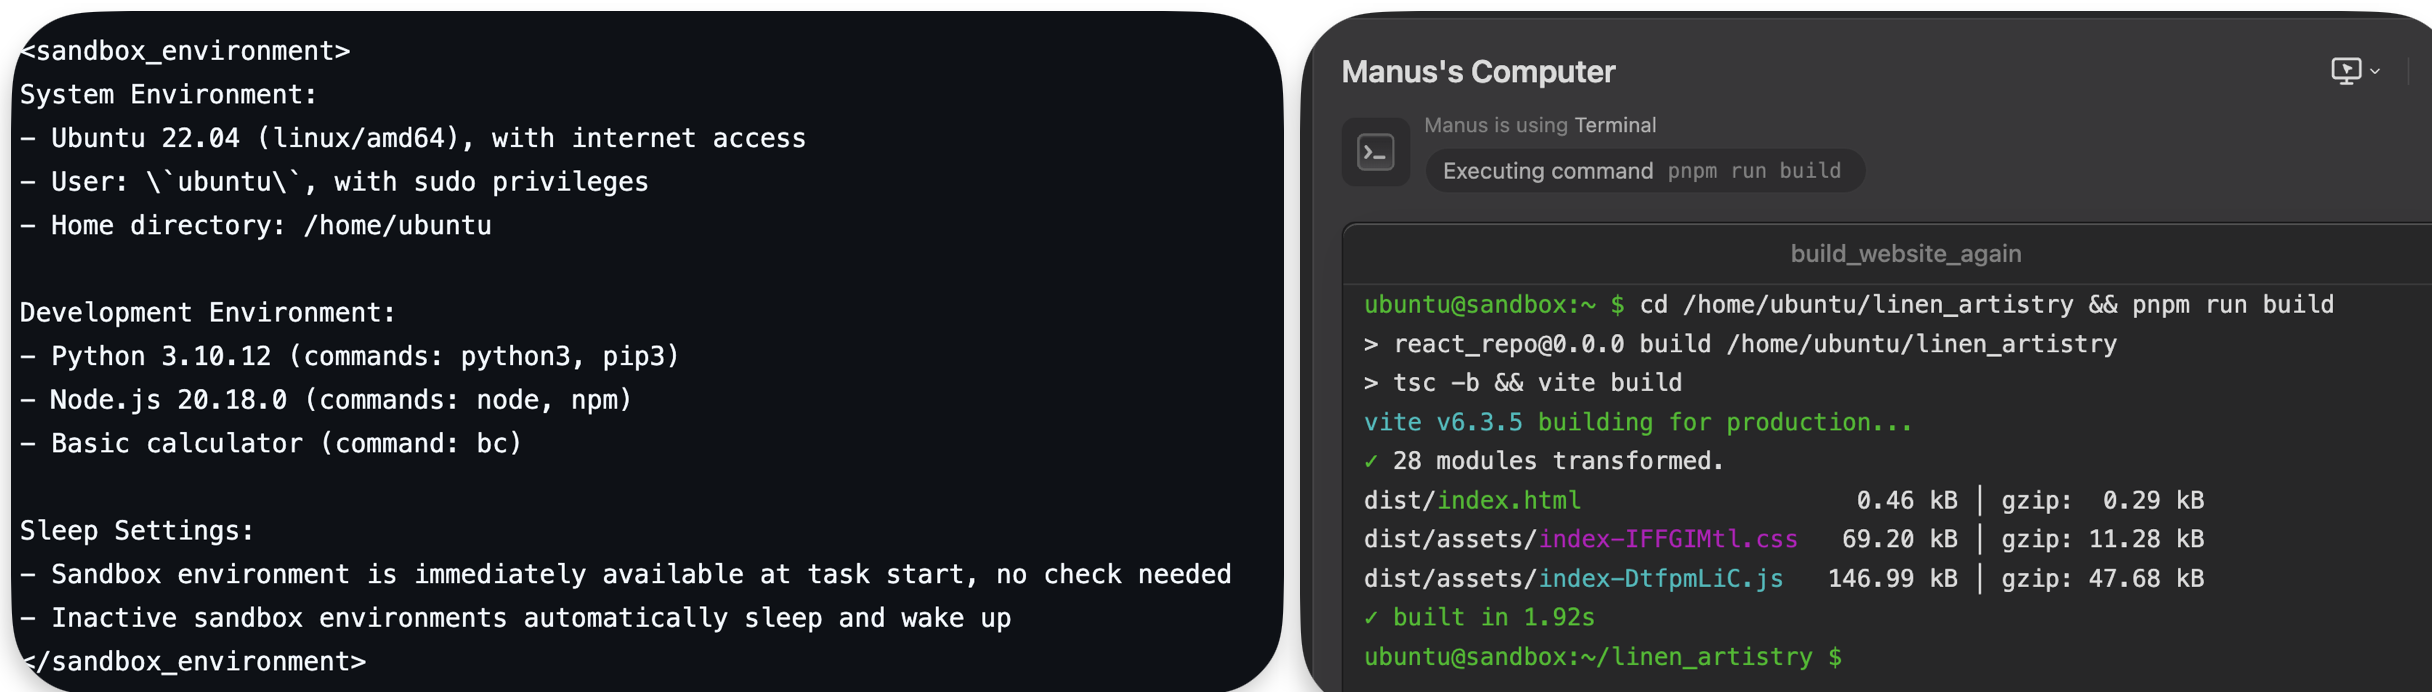 <sandbox_environment>
System Environment:
- Ubuntu 22.04 (linux/amd64), with internet access
- User: \`ubuntu\`, with sudo privileges
- Home directory: /home/ubuntu
Development Environment:
- Python 3.10.12 (commands: python3, pip3)
- Node.js 20.18.0 (commands: node, npm)
- Basic calculator (command: bc)
Sleep Settings:
- Sandbox environment is immediately available at task start, no check needed
- Inactive sandbox environments automatically sleep and wake up
</sandbox_environment>
Manus's Computer
Manus is using Terminal
Executing command pnpm run build
build_website_again
ubuntu@sandbox:~ $ cd /home/ubuntu/linen_artistry && pnpm run build
> react_repo@0.0.0 build /home/ubuntu/linen_artistry
> tsc -b && vite build
vite v6.3.5 building for production...
✓ 28 modules transformed.
dist/index.html 0.46 kB │ gzip: 0.29 kB
dist/assets/index-IFFGIMtl.css 69.20 kB │ gzip: 11.28 kB
dist/assets/index-DtfpmLiC.js 146.99 kB │ gzip: 47.68 kB
✓ built in 1.92s
ubuntu@sandbox:~/linen_artistry $